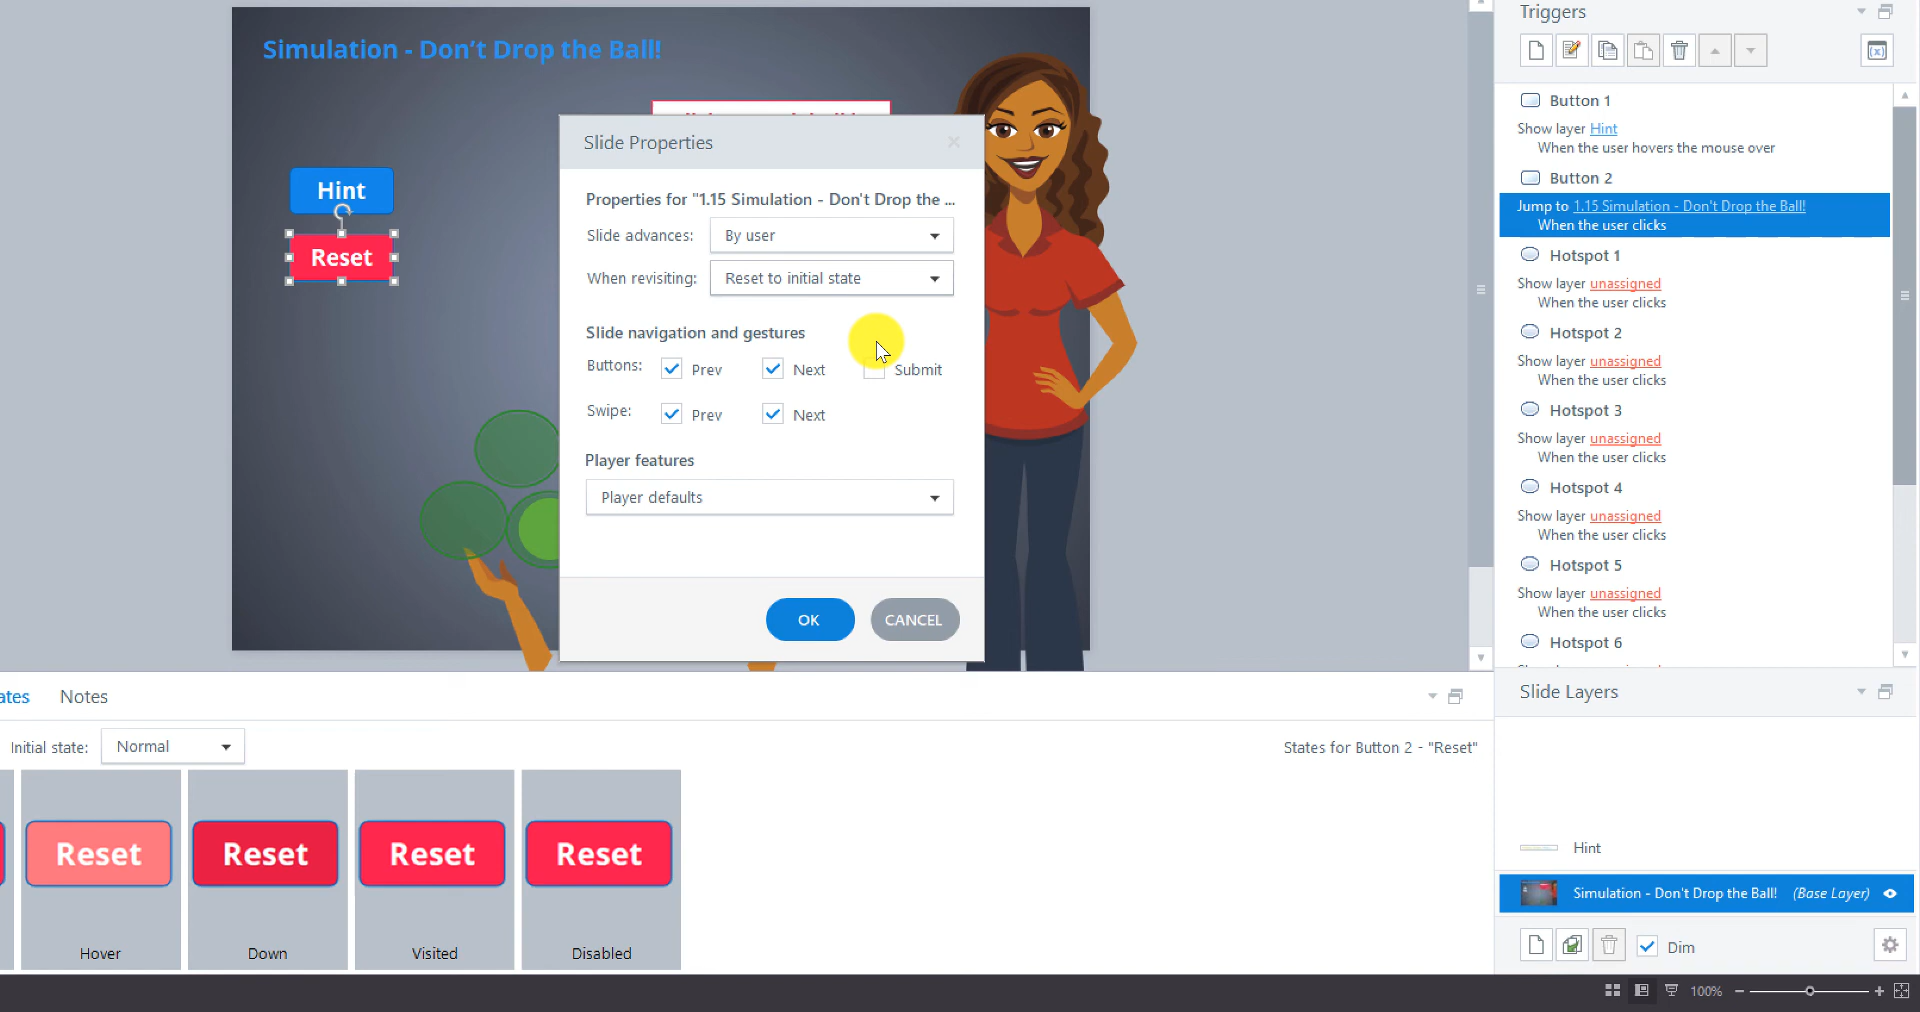 Simulation - Don't Drop the Ball!
Hint
Reset
Slide Properties
Properties for "1.15 Simulation - Don't Drop the ...
Slide advances: By user
When revisiting: Reset to initial state
Slide navigation and gestures
Buttons: Prev Next Submit
Swipe: Prev Next
Player features
Player defaults
OK CANCEL
Triggers
Button 1
Show layer Hint
When the user hovers the mouse over
Button 2
Jump to 1.15 Simulation - Don't Drop the Ball!
When the user clicks
Hotspot 1
Show layer unassigned
When the user clicks
Hotspot 2
Show layer unassigned
When the user clicks
Hotspot 3
Show layer unassigned
When the user clicks
Hotspot 4
Show layer unassigned
When the user clicks
Hotspot 5
Show layer unassigned
When the user clicks
Hotspot 6
Slide Layers
Hint
Simulation - Don't Drop the Ball! (Base Layer)
Dim
Notes
Initial state: Normal
States for Button 2 - "Reset"
Reset Reset Reset Reset
Hover Down Visited Disabled
100%